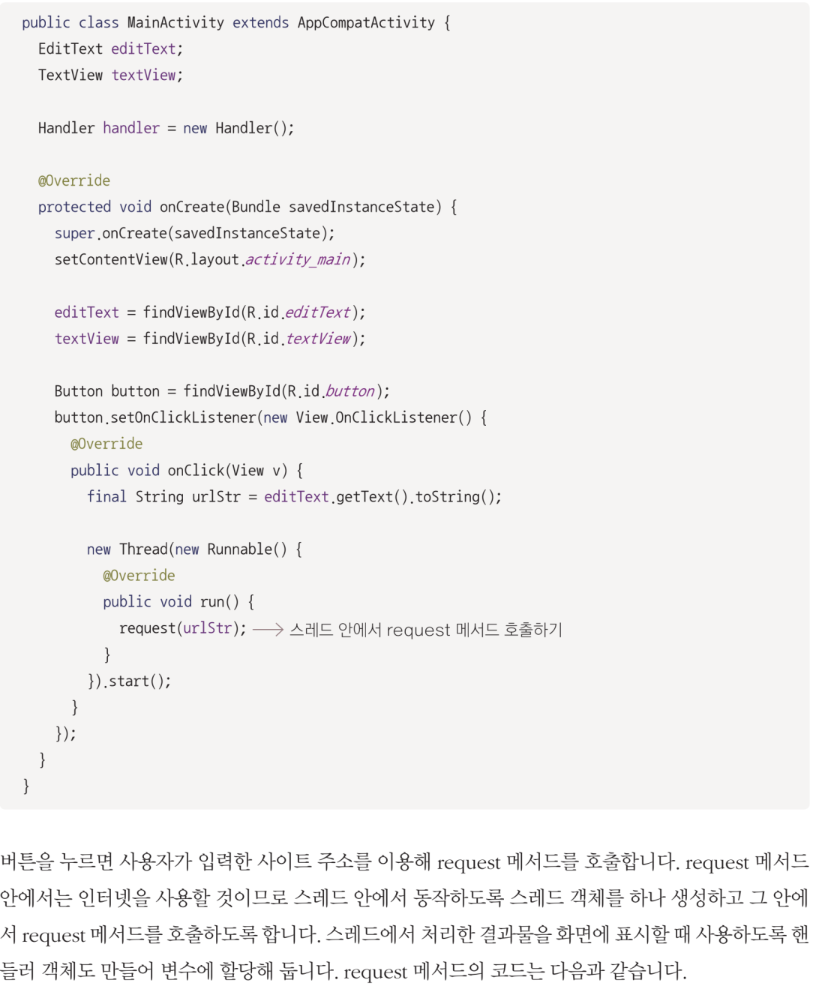 public class MainActivity extends AppCompatActivity {
EditText editText;
TextView textView;
Handler handler = new Handler();
@Override
protected void onCreate(Bundle savedInstanceState) {
super.onCreate(savedInstanceState);
setContentView(R.layout.activity_main);
editText = findViewById(R.id.editText);
textView = findViewById(R.id.textView);
Button button = findViewById(R.id.button);
button.setOnClickListener(new View.OnClickListener() {
@Override
public void onClick(View v) {
final String urlStr = editText.getText().toString();
new Thread(new Runnable() {
@Override
public void run() {
request(urlStr); → 스레드 안에서 request 메서드 호출하기
}
}).start();
}
});
}
}
버튼을 누르면 사용자가 입력한 사이트 주소를 이용해 request 메서드를 호출합니다. request 메서드
안에서는 인터넷을 사용할 것이므로 스레드 안에서 동작하도록 스레드 객체를 하나 생성하고 그 안에
서 request 메서드를 호출하도록 합니다. 스레드에서 처리한 결과물을 화면에 표시할 때 사용하도록 핸
들러 객체도 만들어 변수에 할당해 둡니다. request 메서드의 코드는 다음과 같습니다.